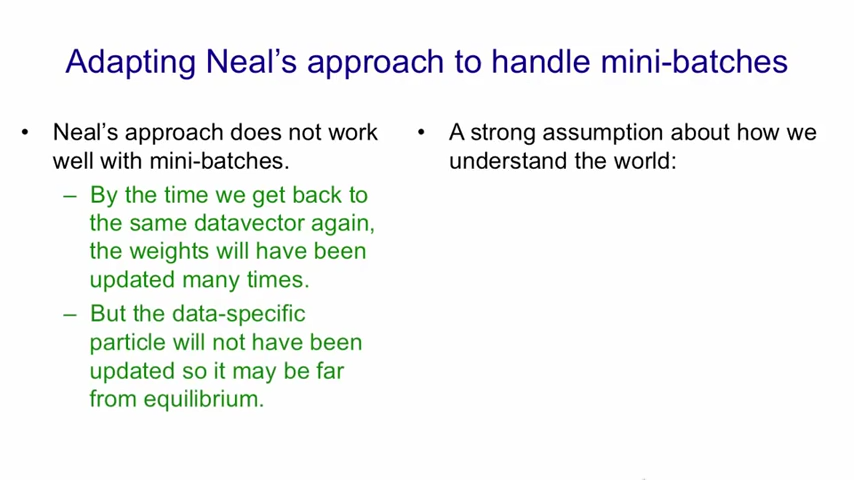 Adapting Neal's approach to handle mini-batches
• Neal's approach does not work
well with mini-batches.
– By the time we get back to
the same datavector again,
the weights will have been
updated many times.
– But the data-specific
particle will not have been
updated so it may be far
from equilibrium.
• A strong assumption about how we
understand the world: